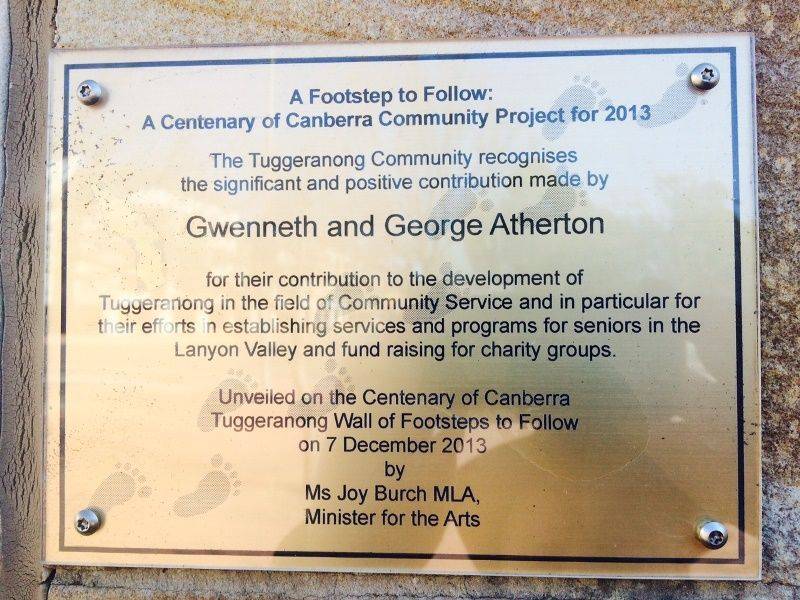 A Footstep to Follow:
A Centenary of Canberra Community Project for 2013
The Tuggeranong Community recognises
the significant and positive contribution made by
Gwenneth and George Atherton
for their contribution to the development of
Tuggeranong in the field of Community Service and in particular for
their efforts in establishing services and programs for seniors in the
Lanyon Valley and fund raising for charity groups.
Unveiled on the Centenary of Canberra
Tuggeranong Wall of Footsteps to Follow
on 7 December 2013
by
Ms Joy Burch MLA,
Minister for the Arts